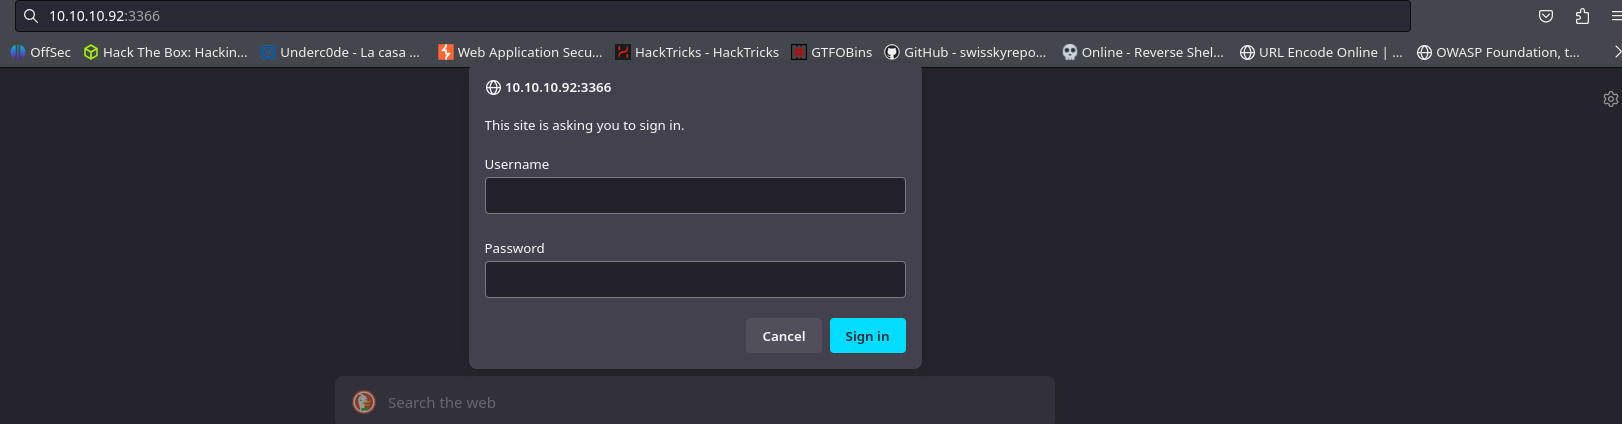 10.10.10.92:3366
OffSec Hack The Box: Hackin... Underc0de - La casa ... Web Application Secu... HackTricks - HackTricks GTFOBins GitHub - swisskyrepo... Online - Reverse Shel... URL Encode Online | ... OWASP Foundation, t...
10.10.10.92:3366
This site is asking you to sign in.
Username
Password
Cancel Sign in
Search the web